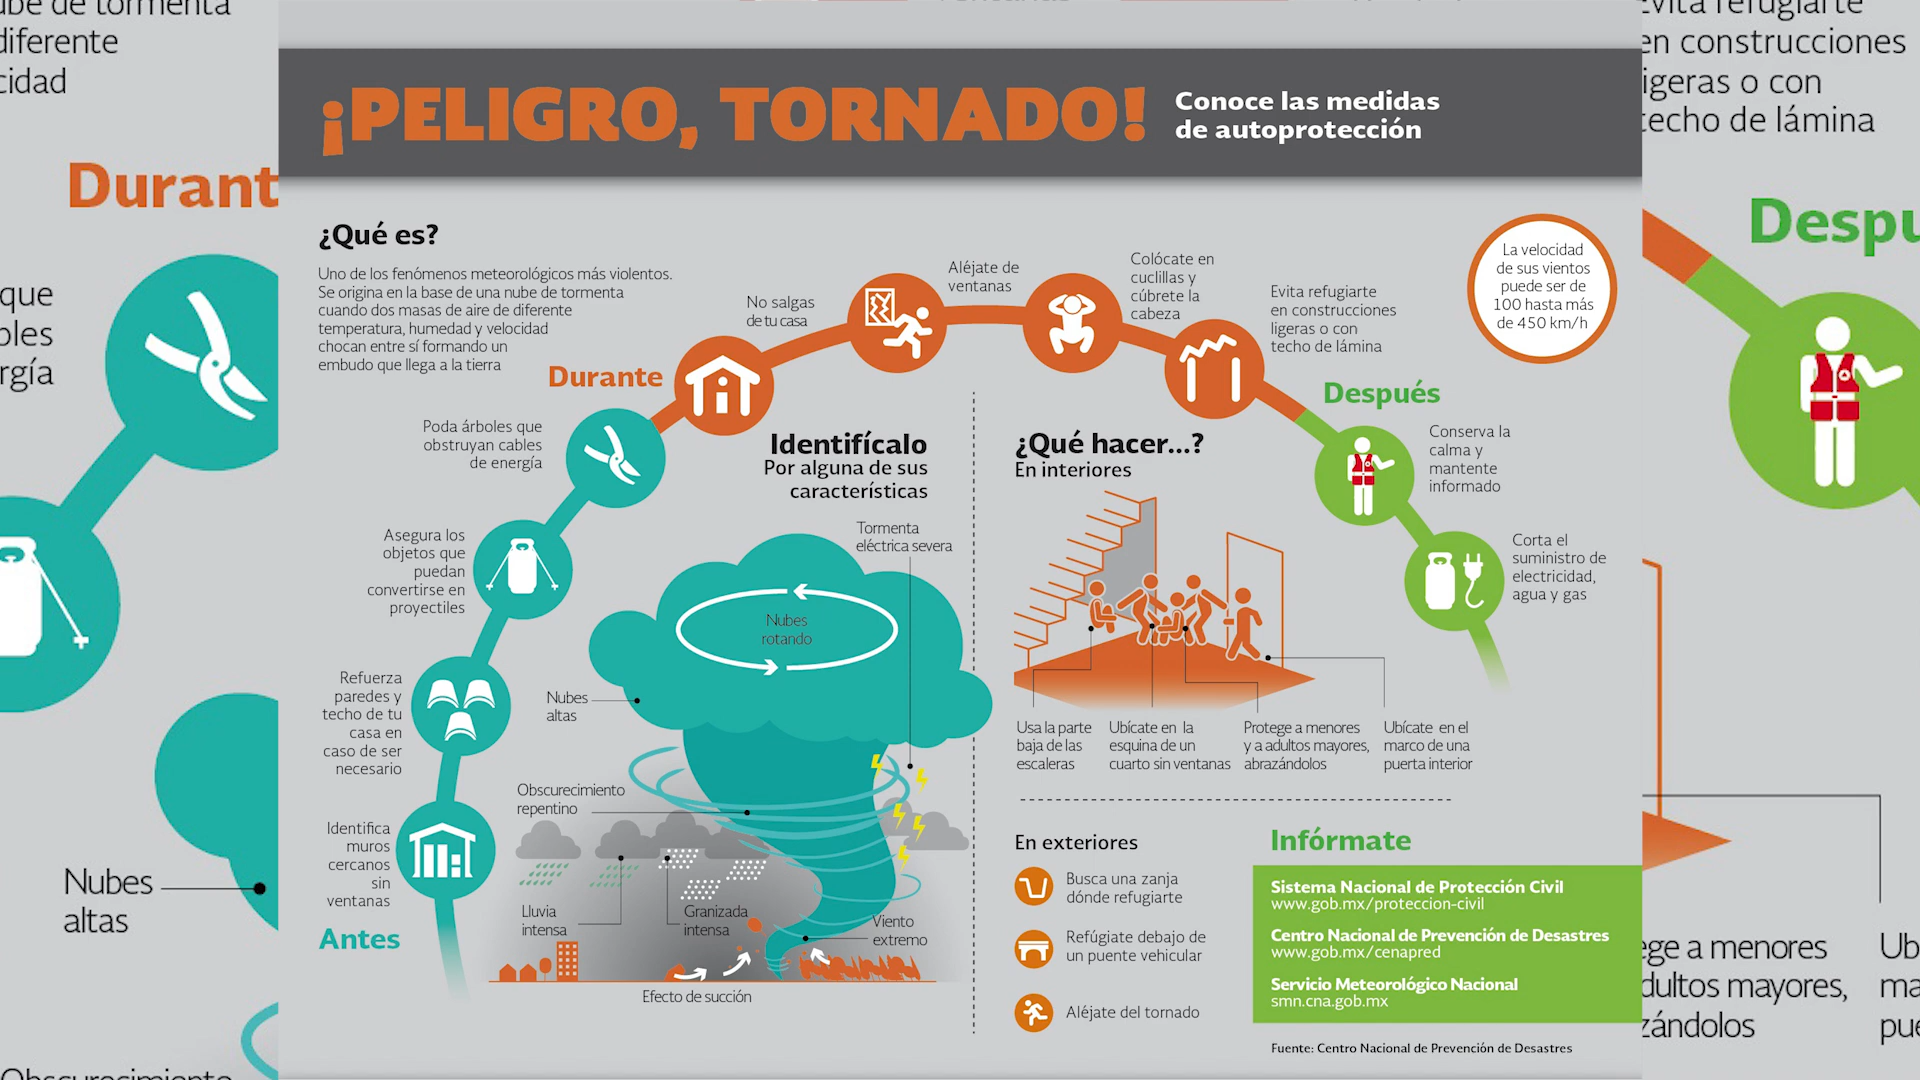 ¡PELIGRO, TORNADO!
Conoce las medidas
de autoprotección
¿Qué es?
Uno de los fenómenos meteorológicos más violentos.
Se origina en la base de una nube de tormenta
cuando dos masas de aire de diferente
temperatura, humedad y velocidad
chocan entre sí formando un
embudo que llega a la tierra
La velocidad
de sus vientos
puede ser de
100 hasta más
de 450 km/h
Antes
Identifica
muros
cercanos
sin
ventanas
Refuerza
paredes y
techo de tu
casa en
caso de ser
necesario
Asegura los
objetos que
puedan
convertirse en
proyectiles
Poda árboles que
obstruyan cables
de energía
Durante
No salgas
de tu casa
Aléjate de
ventanas
Colócate en
cuclillas y
cúbrete la
cabeza
Evita refugiarte
en construcciones
ligeras o con
techo de lámina
Después
Conserva la
calma y
mantente
informado
Corta el
suministro de
electricidad,
agua y gas
Identifícalo
Por alguna de sus
características
Tormenta
eléctrica severa
Nubes
rotando
Nubes
altas
Obscurecimiento
repentino
Lluvia
intensa
Granizada
intensa
Viento
extremo
Efecto de succión
¿Qué hacer...?
En interiores
Usa la parte
baja de las
escaleras
Ubícate en la
esquina de un
cuarto sin ventanas
Protege a menores
y a adultos mayores,
abrazándolos
Ubícate en el
marco de una
puerta interior
En exteriores
Busca una zanja
dónde refugiarte
Refúgiate debajo de
un puente vehicular
Aléjate del tornado
Infórmate
Sistema Nacional de Protección Civil
www.gob.mx/proteccion-civil
Centro Nacional de Prevención de Desastres
www.gob.mx/cenapred
Servicio Meteorológico Nacional
smn.cna.gob.mx
Fuente: Centro Nacional de Prevención de Desastres
de tormenta
diferente
Durant
que
Nubes
altas
en construcciones
o con
techo de lámina
Despu
a menores
mayores,